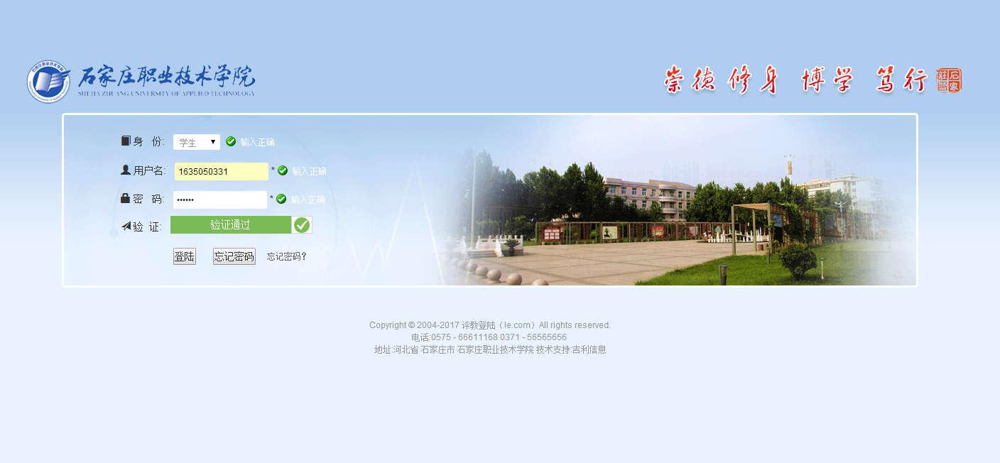 石家庄职业技术学院
SHIJIAZHUANG UNIVERSITY OF APPLIED TECHNOLOGY
崇德 修身 博学 笃行
身 份: 学生 ▼ 输入正确
用户名: 1635050331 * 输入正确
密 码: •••••• * 输入正确
验 证: 验证通过
登陆 忘记密码 忘记密码?
Copyright © 2004-2017 评教登陆（le.com）All rights reserved.
电话:0575 - 66611168 0371 - 56565656
地址:河北省 石家庄市 石家庄职业技术学院 技术支持:吉利信息